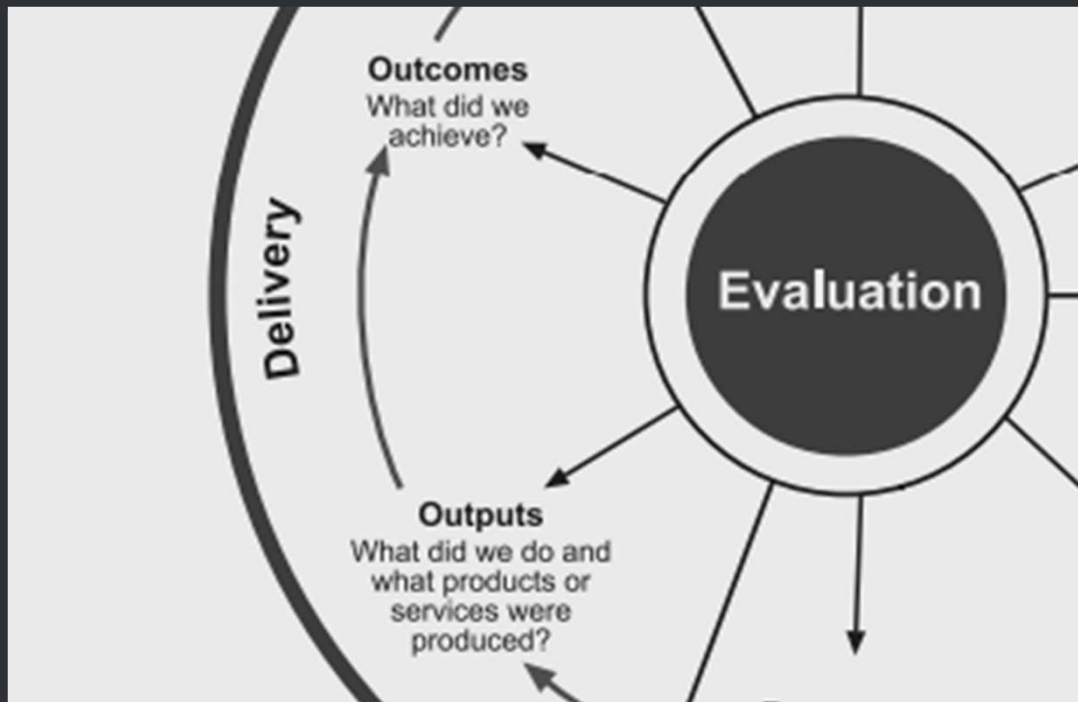 Outcomes
What did we
achieve?
Delivery
Evaluation
Outputs
What did we do and
what products or
services were
produced?